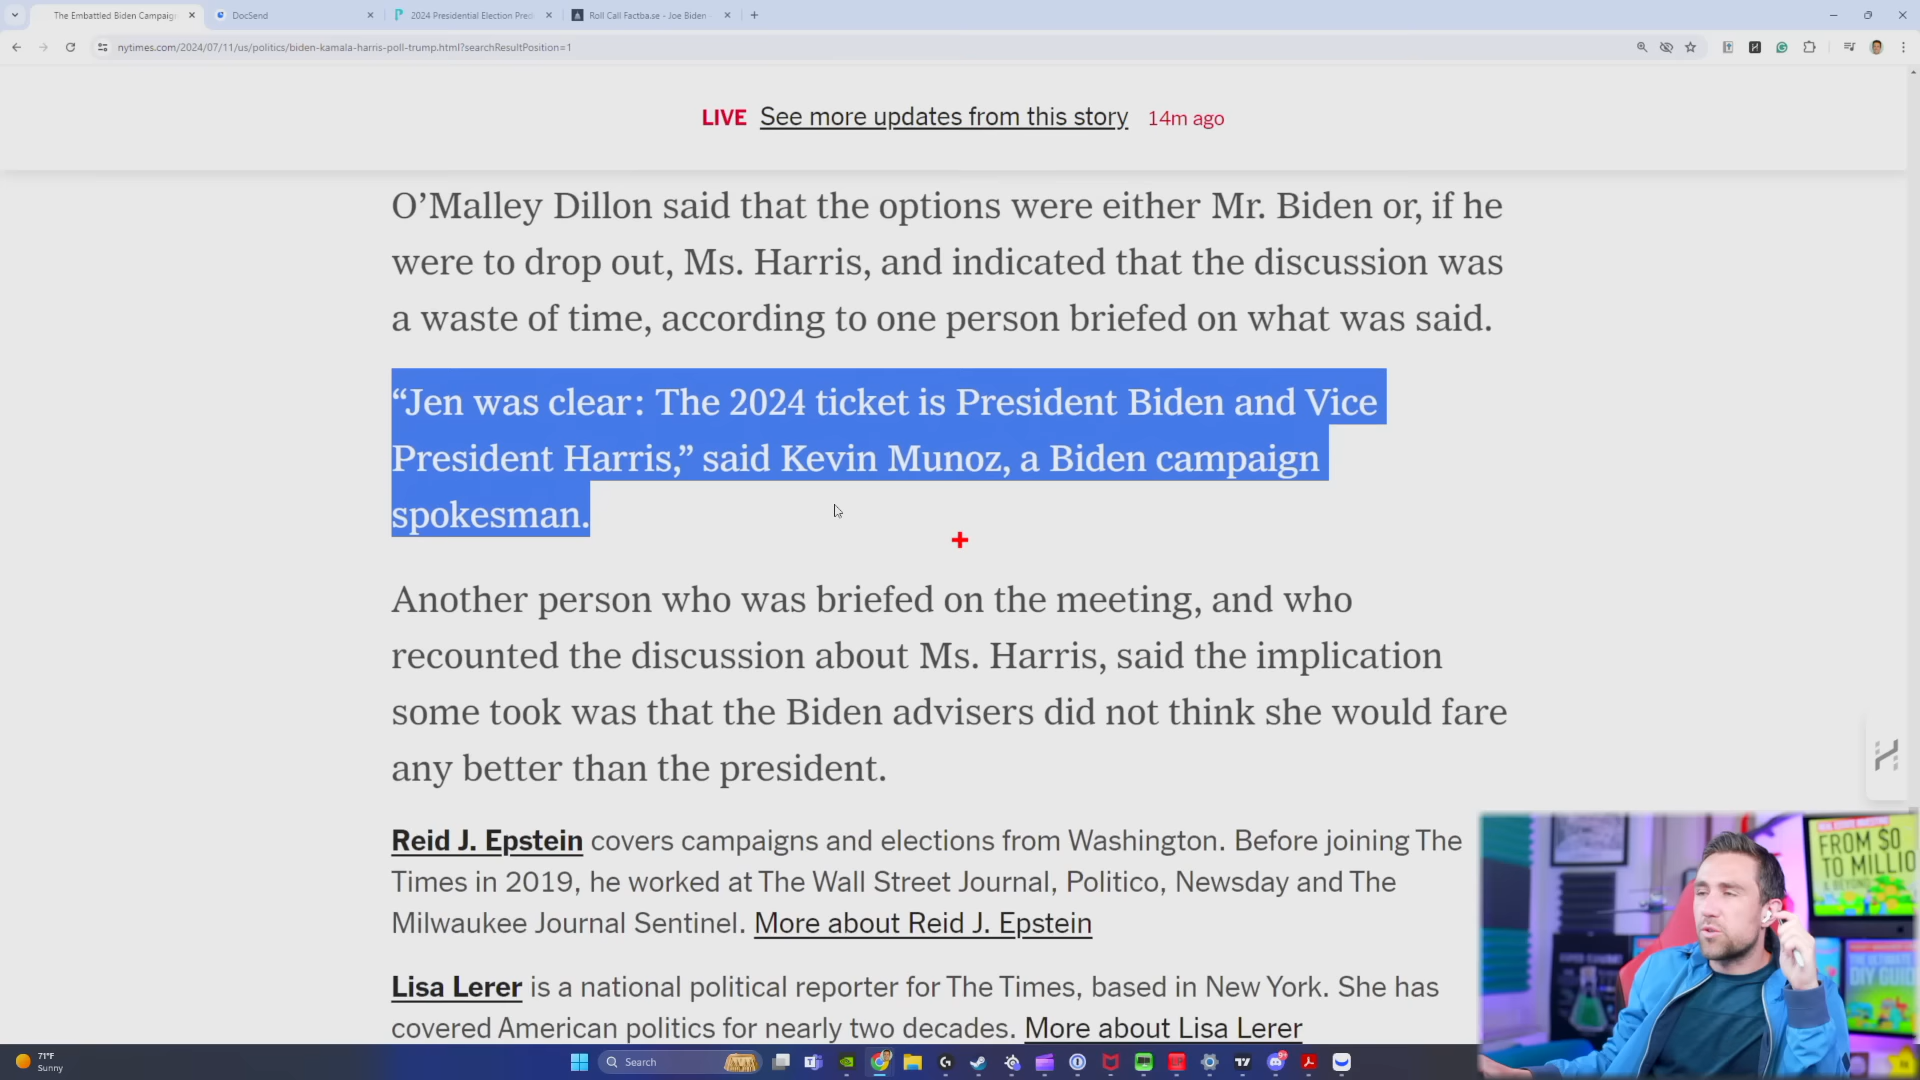 The Embattled Biden Campaign
DocSend
2024 Presidential Election Pred
Roll Call Factba.se - Joe Biden -
nytimes.com/2024/07/11/us/politics/biden-kamala-harris-poll-trump.html?searchResultPosition=1
LIVE See more updates from this story 14m ago
O’Malley Dillon said that the options were either Mr. Biden or, if he
were to drop out, Ms. Harris, and indicated that the discussion was
a waste of time, according to one person briefed on what was said.
“Jen was clear: The 2024 ticket is President Biden and Vice
President Harris,” said Kevin Munoz, a Biden campaign
spokesman.
Another person who was briefed on the meeting, and who
recounted the discussion about Ms. Harris, said the implication
some took was that the Biden advisers did not think she would fare
any better than the president.
Reid J. Epstein covers campaigns and elections from Washington. Before joining The
Times in 2019, he worked at The Wall Street Journal, Politico, Newsday and The
Milwaukee Journal Sentinel. More about Reid J. Epstein
Lisa Lerer is a national political reporter for The Times, based in New York. She has
covered American politics for nearly two decades. More about Lisa Lerer
FROM $0
TO MILLIO
& BEYOND
DIY GUID
71°F
Sunny
Search